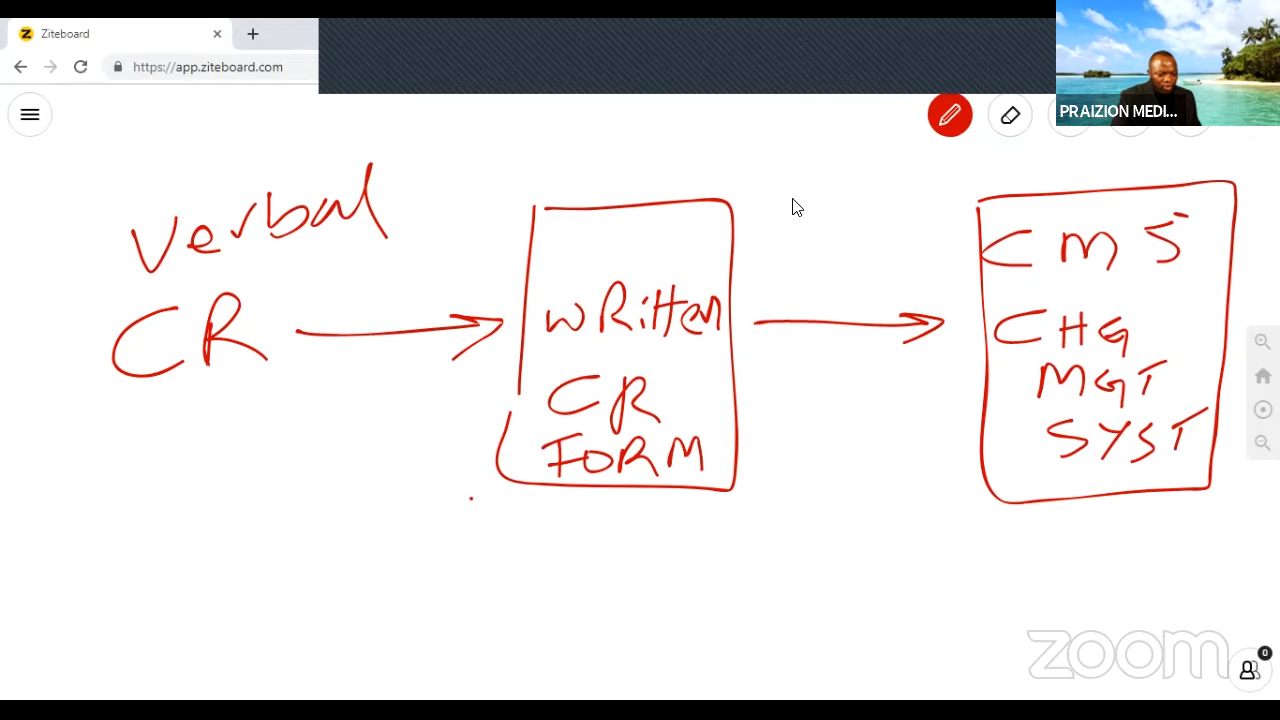 Ziteboard
https://app.ziteboard.com
PRAIZION MEDI...
Verbal
CR
WRitten
CR
FORM
CMS
CHG
MGT
SYST
zoom
0